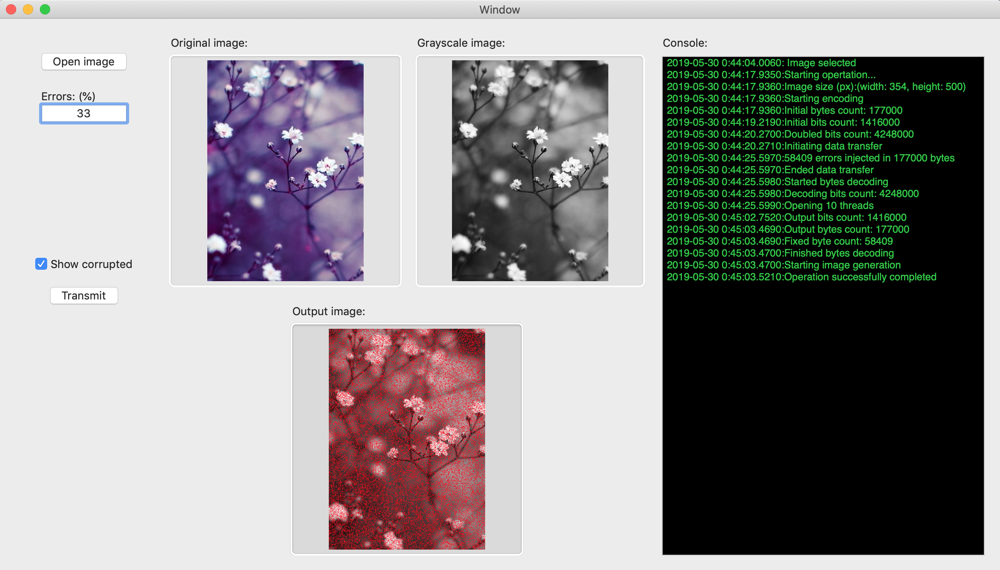 Window
Open image
Errors: (%)
33
Show corrupted
Transmit
Original image:
Grayscale image:
Output image:
Console:
2019-05-30 0:44:04.0060: Image selected
2019-05-30 0:44:17.9350:Starting opertation...
2019-05-30 0:44:17.9360:Image size (px):(width: 354, height: 500)
2019-05-30 0:44:17.9360:Starting encoding
2019-05-30 0:44:17.9360:Initial bytes count: 177000
2019-05-30 0:44:19.2190:Initial bits count: 1416000
2019-05-30 0:44:20.2700:Doubled bits count: 4248000
2019-05-30 0:44:20.2710:Initiating data transfer
2019-05-30 0:44:25.5970:58409 errors injected in 177000 bytes
2019-05-30 0:44:25.5970:Ended data transfer
2019-05-30 0:44:25.5980:Started bytes decoding
2019-05-30 0:44:25.5980:Decoding bits count: 4248000
2019-05-30 0:44:25.5990:Opening 10 threads
2019-05-30 0:45:02.7520:Output bits count: 1416000
2019-05-30 0:45:03.4690:Output bytes count: 177000
2019-05-30 0:45:03.4690:Fixed byte count: 58409
2019-05-30 0:45:03.4700:Finished bytes decoding
2019-05-30 0:45:03.4700:Starting image generation
2019-05-30 0:45:03.5210:Operation successfully completed